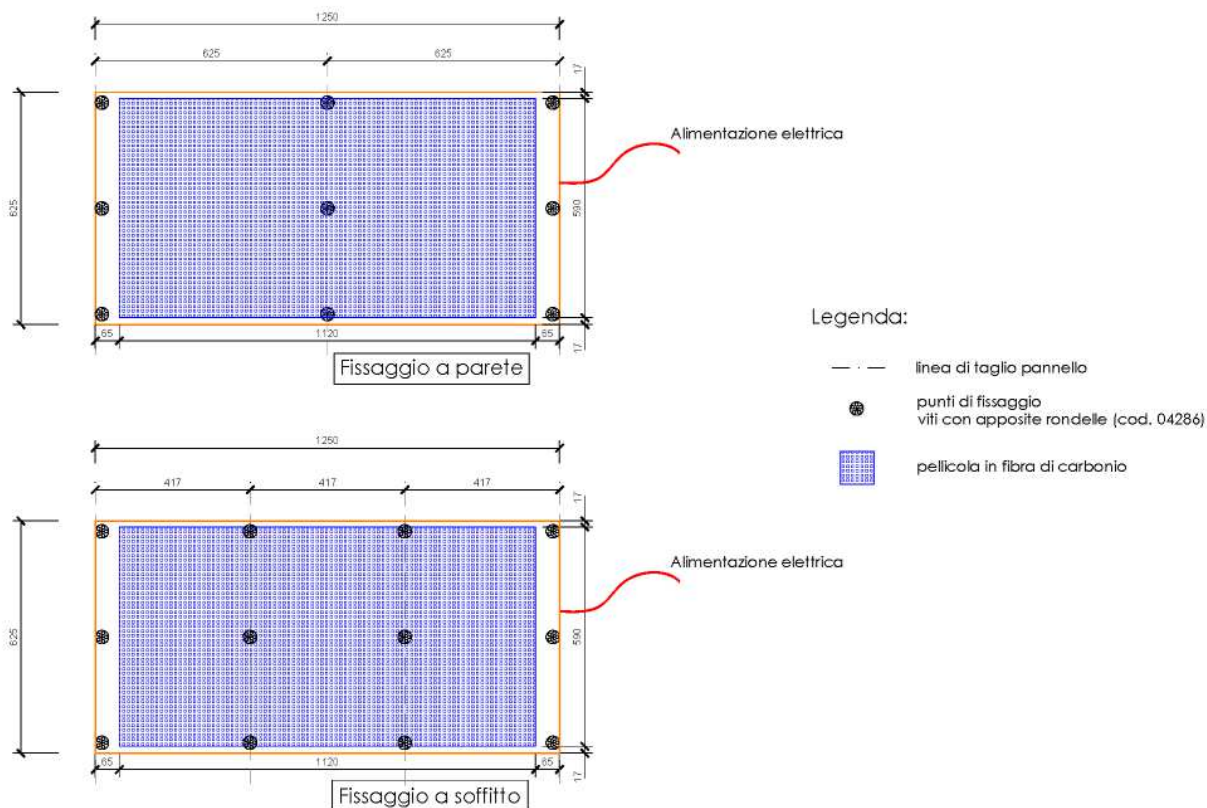 1250
625 625
17
Alimentazione elettrica
625
590
65 1120 65
17
Fissaggio a parete
Legenda:
linea di taglio pannello
punti di fissaggio
viti con apposite rondelle (cod. 04286)
pellicola in fibra di carbonio
1250
417 417 417
17
Alimentazione elettrica
625
590
65 1120 65
17
Fissaggio a soffitto